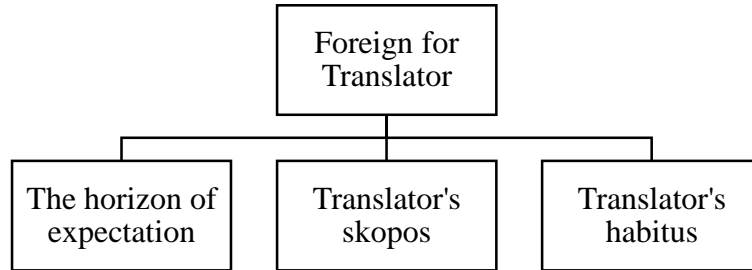 Foreign for
Translator
The horizon of
expectation
Translator's
skopos
Translator's
habitus